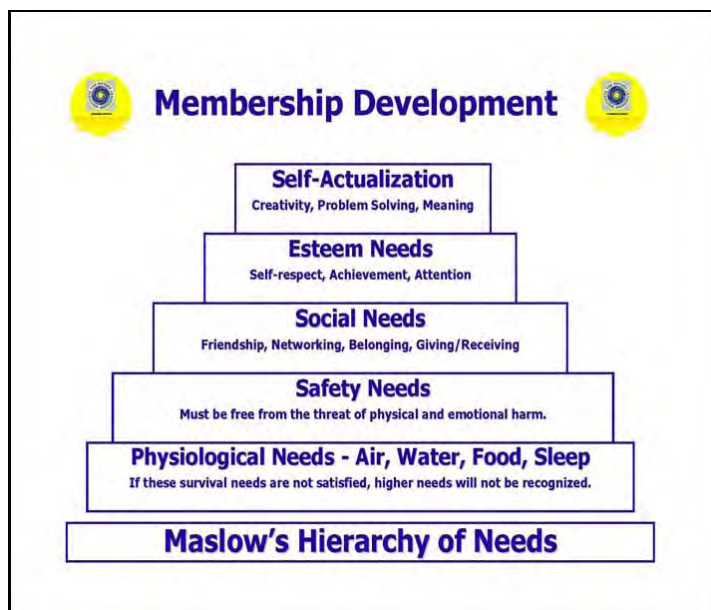 Membership Development
Self-Actualization
Creativity, Problem Solving, Meaning
Esteem Needs
Self-respect, Achievement, Attention
Social Needs
Friendship, Networking, Belonging, Giving/Receiving
Safety Needs
Must be free from the threat of physical and emotional harm.
Physiological Needs - Air, Water, Food, Sleep
If these survival needs are not satisfied, higher needs will not be recognized.
Maslow's Hierarchy of Needs